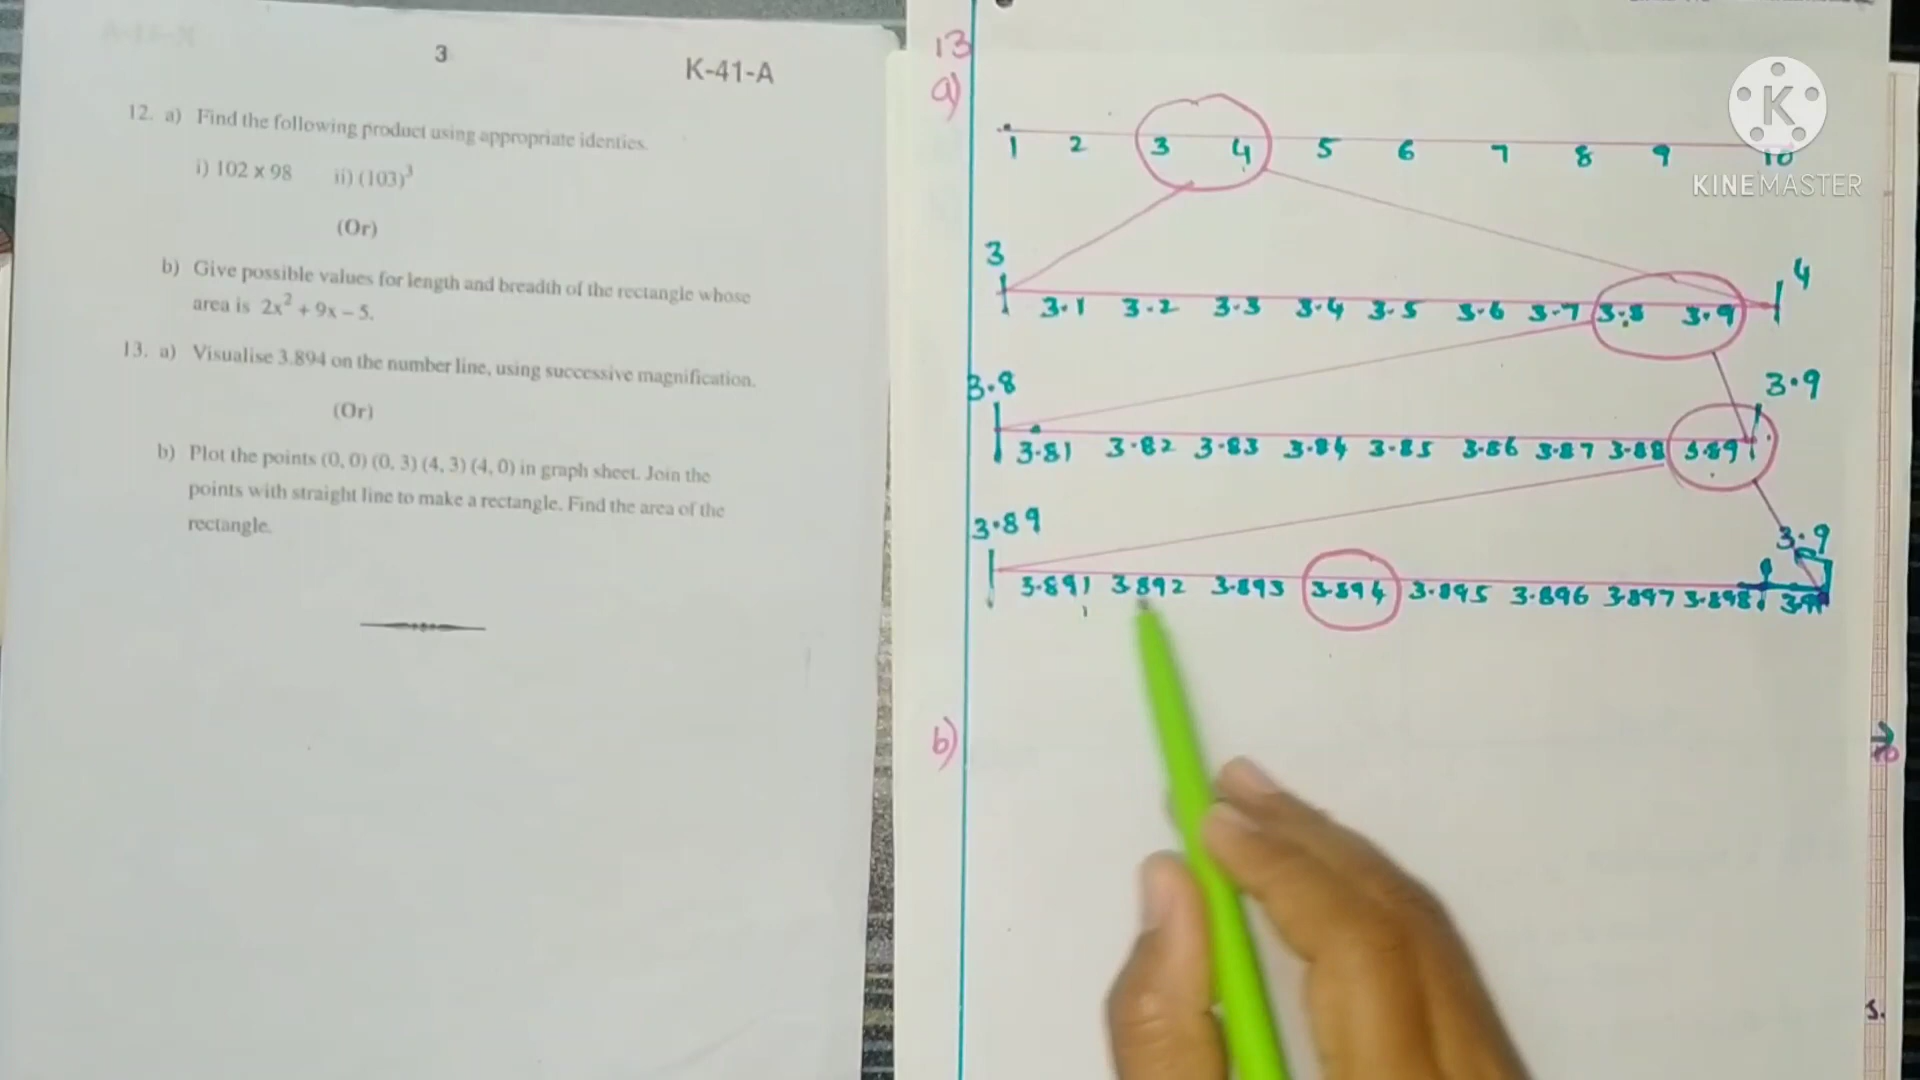 3
K-41-A
12. a) Find the following product using appropriate identies.
i) 102 x 98 ii) (103)³
(Or)
b) Give possible values for length and breadth of the rectangle whose
area is 2x² + 9x – 5.
13. a) Visualise 3.894 on the number line, using successive magnification.
(Or)
b) Plot the points (0, 0) (0, 3) (4, 3) (4, 0) in graph sheet. Join the
points with straight line to make a rectangle. Find the area of the
rectangle.
13
a)
1 2 3 4 5 6 7 8 9 10
3 4
3.1 3.2 3.3 3.4 3.5 3.6 3.7 3.8 3.9
3.8 3.9
3.81 3.82 3.83 3.84 3.85 3.86 3.87 3.88 3.89
3.89 3.9
3.891 3.892 3.893 3.894 3.895 3.896 3.897 3.898
b)
K
KINEMASTER